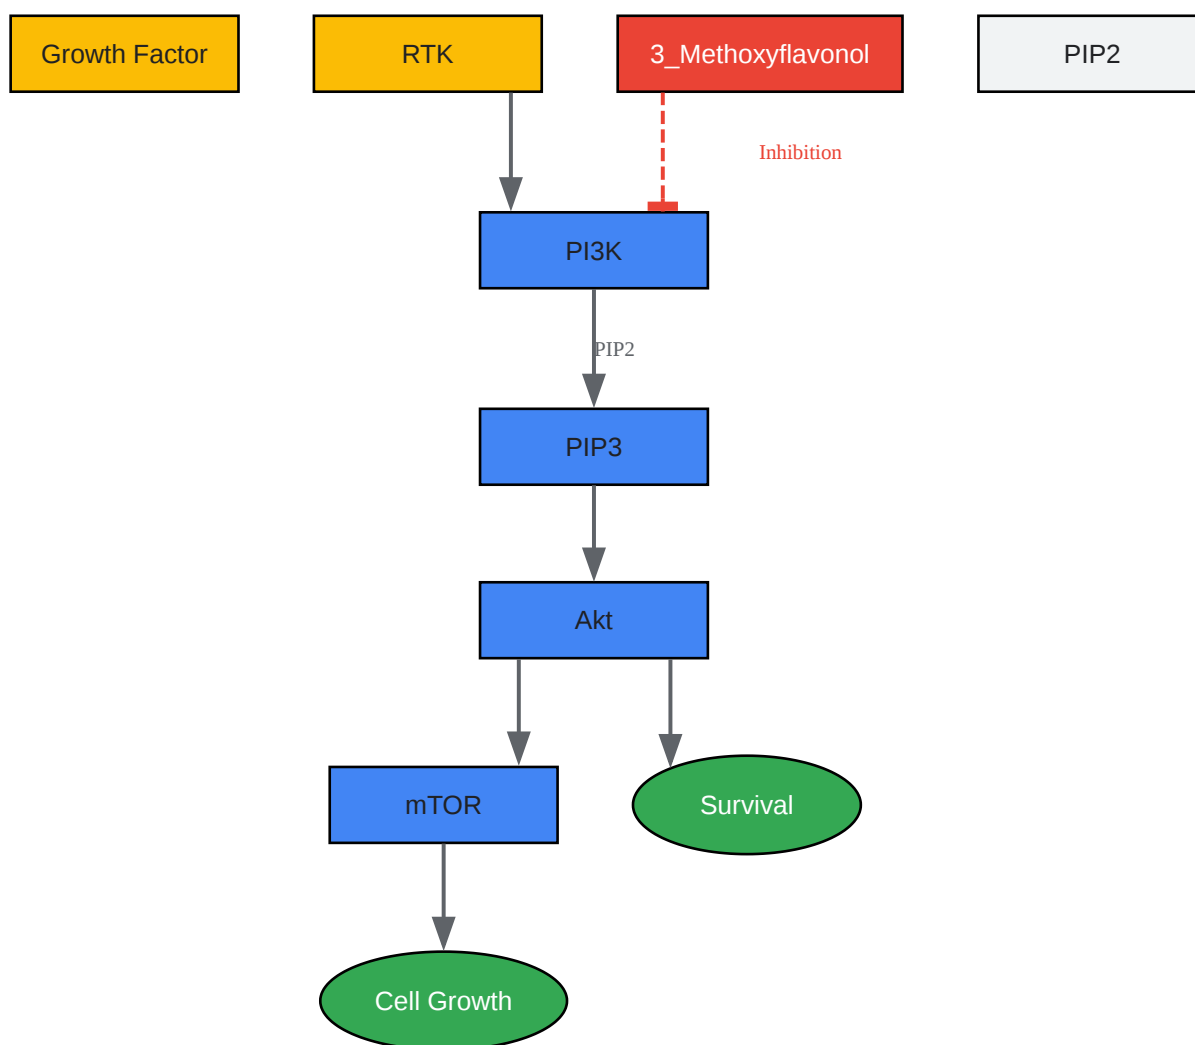 Growth Factor
RTK
3_Methoxyflavonol
PIP2
Inhibition
PI3K
PIP2
PIP3
Akt
mTOR
Survival
Cell Growth